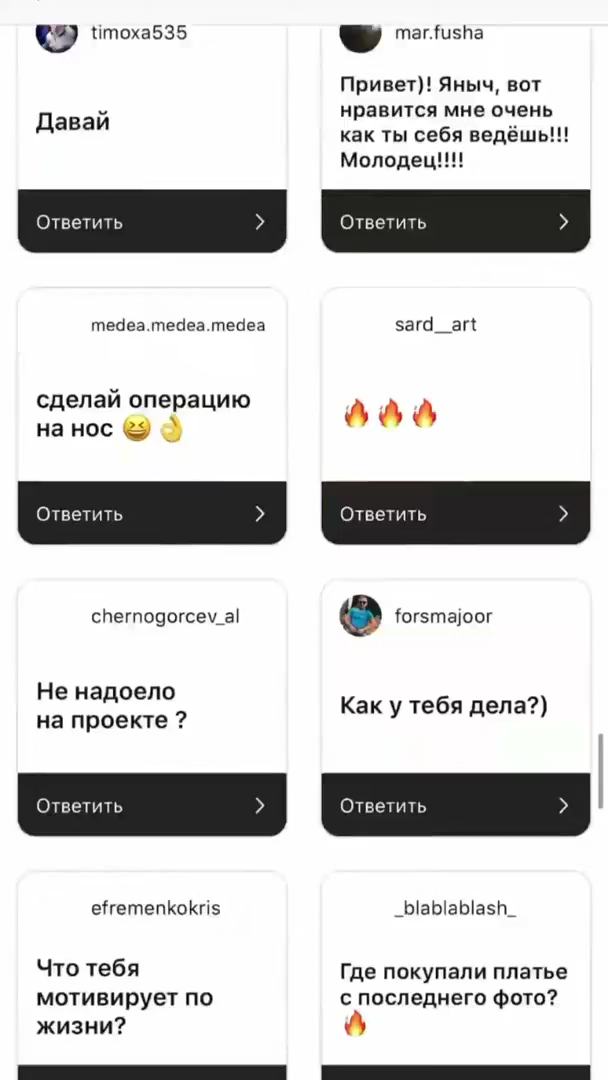 timoxa535
Давай
Ответить
mar.fusha
Привет)! Яныч, вот
нравится мне очень
как ты себя ведёшь!!!
Молодец!!!!
Ответить
medea.medea.medea
сделай операцию
на нос 😆👌
Ответить
sard__art
🔥🔥🔥
Ответить
chernogorcev_al
Не надоело
на проекте ?
Ответить
forsmajoor
Как у тебя дела?)
Ответить
efremenkokris
Что тебя
мотивирует по
жизни?
_blablablash_
Где покупали платье
с последнего фото?
🔥